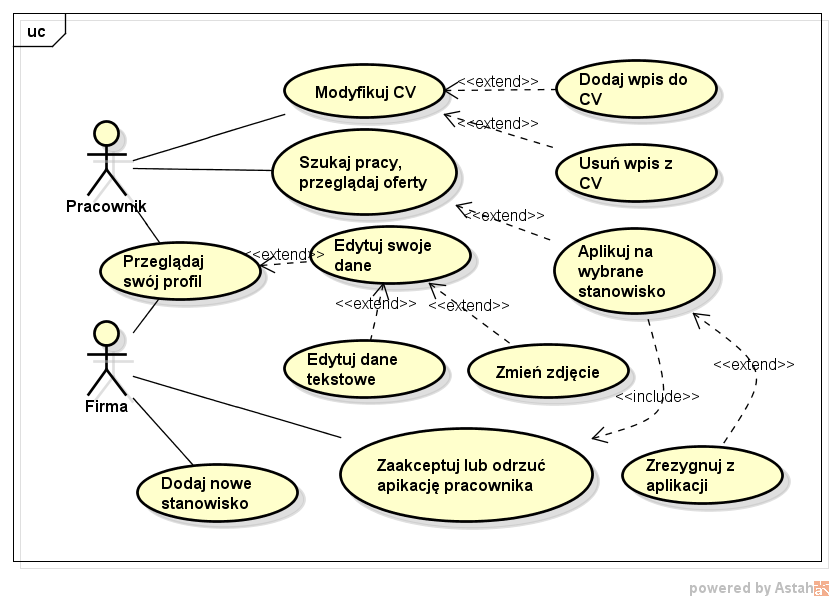 uc
Modyfikuj CV
<<extend>>
Dodaj wpis do
CV
<<extend>>
Usuń wpis z
CV
Pracownik
Szukaj pracy,
przeglądaj oferty
<<extend>>
Aplikuj na
wybrane
stanowisko
Przeglądaj
swój profil
<<extend>>
Edytuj swoje
dane
<<extend>>
<<extend>>
Edytuj dane
tekstowe
Zmień zdjęcie
<<extend>>
<<include>>
Firma
Dodaj nowe
stanowisko
Zaakceptuj lub odrzuć
apikację pracownika
Zrezygnuj z
aplikacji
powered by Astah